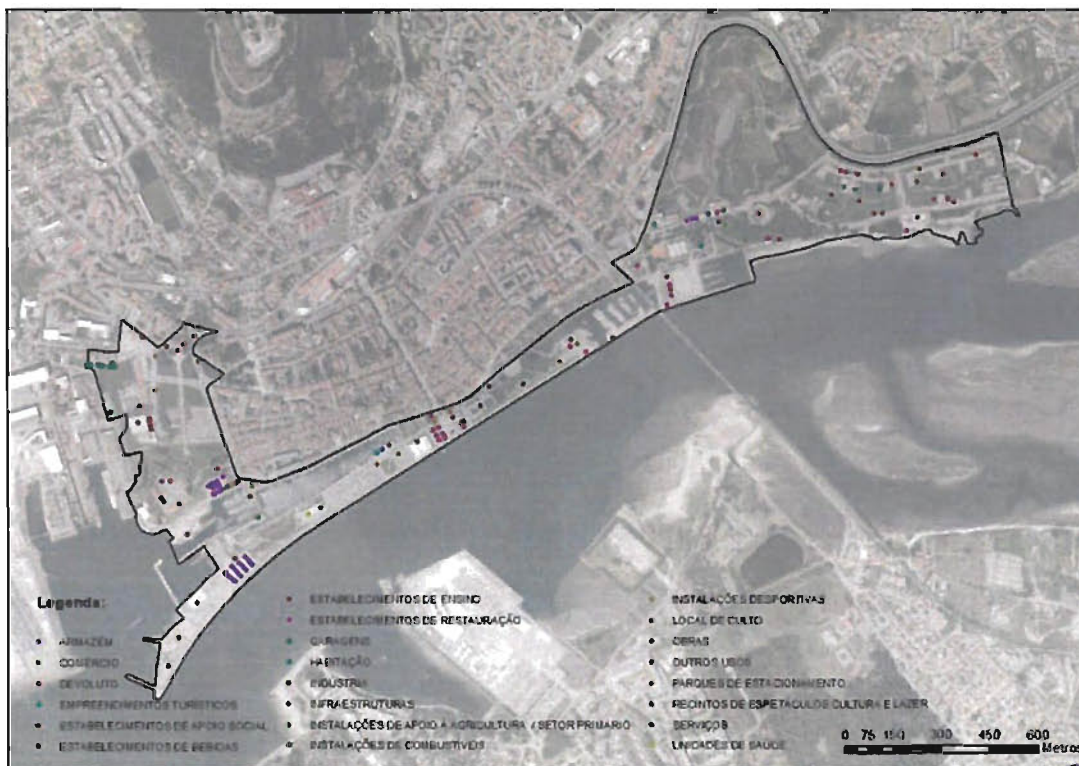 Legenda:
ARMAZÉM
COMÉRCIO
DEVOLUTO
EMPREENDIMENTOS TURÍSTICOS
ESTABELECIMENTOS DE APOIO SOCIAL
ESTABELECIMENTOS DE BEBIDAS
ESTABELECIMENTOS DE ENSINO
ESTABELECIMENTOS DE RESTAURAÇÃO
GARAGENS
HABITAÇÃO
INDUSTRIA
INFRAESTRUTURAS
INSTALAÇÕES DE APOIO A AGRICULTURA / SETOR PRIMÁRIO
INSTALAÇÕES DE COMBUSTÍVEIS
INSTALAÇÕES DESPORTIVAS
LOCAL DE CULTO
OBRAS
OUTROS USOS
PARQUES DE ESTACIONAMENTO
RECINTOS DE ESPETÁCULOS CULTURA E LAZER
SERVIÇOS
UNIDADES DE SAÚDE
0 75 150 300 450 600
Metros